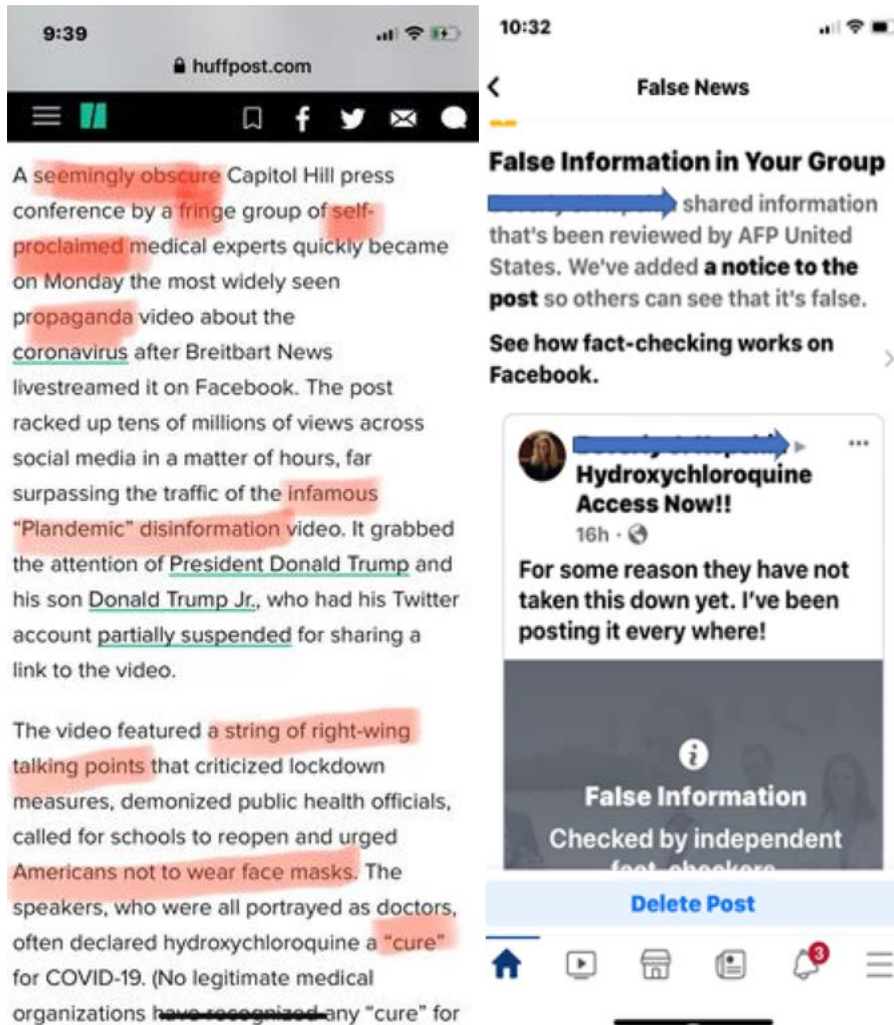 9:39
huffpost.com
A seemingly obscure Capitol Hill press
conference by a fringe group of self-
proclaimed medical experts quickly became
on Monday the most widely seen
propaganda video about the
coronavirus after Breitbart News
livestreamed it on Facebook. The post
racked up tens of millions of views across
social media in a matter of hours, far
surpassing the traffic of the infamous
"Plandemic" disinformation video. It grabbed
the attention of President Donald Trump and
his son Donald Trump Jr., who had his Twitter
account partially suspended for sharing a
link to the video.
The video featured a string of right-wing
talking points that criticized lockdown
measures, demonized public health officials,
called for schools to reopen and urged
Americans not to wear face masks. The
speakers, who were all portrayed as doctors,
often declared hydroxychloroquine a "cure"
for COVID-19. (No legitimate medical
organizations have recognized any "cure" for
10:32
False News
False Information in Your Group
shared information
that's been reviewed by AFP United
States. We've added a notice to the
post so others can see that it's false.
See how fact-checking works on
Facebook.
Hydroxychloroquine
Access Now!!
16h
For some reason they have not
taken this down yet. I've been
posting it every where!
False Information
Checked by independent
fact-checkers
Delete Post
3